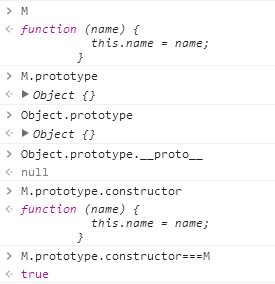 M
function (name) {
this.name = name;
}
M.prototype
Object {}
Object.prototype
Object {}
Object.prototype.__proto__
null
M.prototype.constructor
function (name) {
this.name = name;
}
M.prototype.constructor===M
true